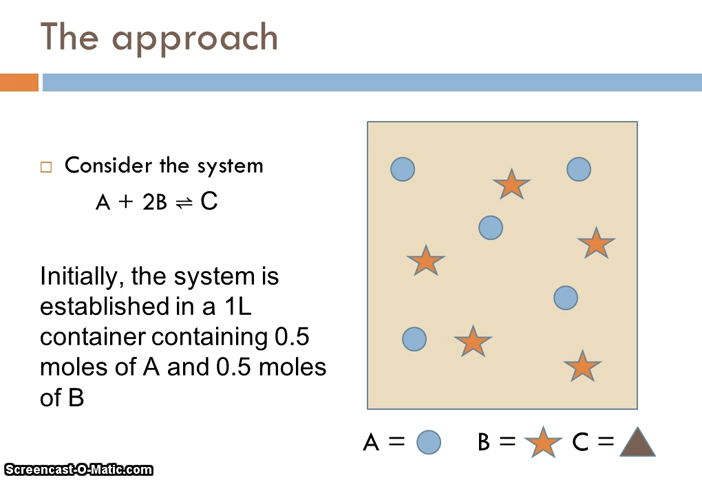 The approach
Consider the system
A + 2B ⇌ C
Initially, the system is
established in a 1L
container containing 0.5
moles of A and 0.5 moles
of B
A = B = C =
Screencast-O-Matic.com